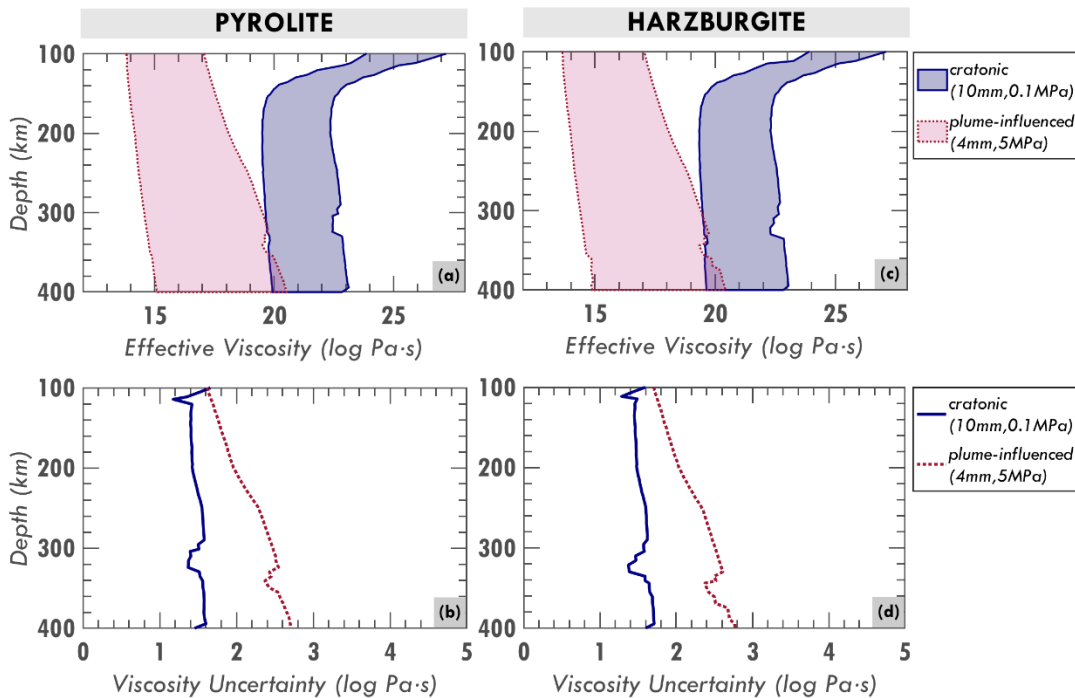 PYROLITE
HARZBURGITE
100
200
300
400
Depth (km)
15
20
25
Effective Viscosity (log Pa·s)
(a)
100
200
300
400
15
20
25
Effective Viscosity (log Pa·s)
(c)
cratonic
(10mm,0.1MPa)
plume-influenced
(4mm,5MPa)
100
200
300
400
Depth (km)
0
1
2
3
4
5
Viscosity Uncertainty (log Pa·s)
(b)
100
200
300
400
0
1
2
3
4
5
Viscosity Uncertainty (log Pa·s)
(d)
cratonic
(10mm,0.1MPa)
plume-influenced
(4mm,5MPa)